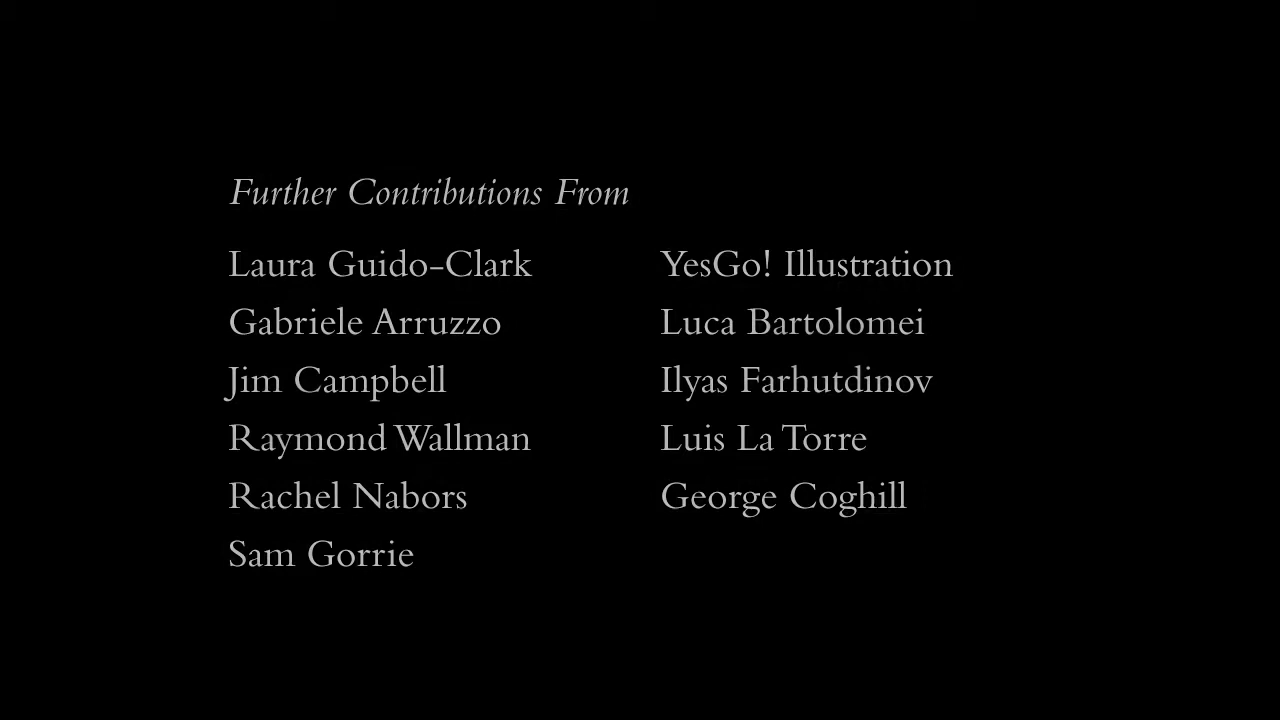 Further Contributions From
Laura Guido-Clark
Gabriele Arruzzo
Jim Campbell
Raymond Wallman
Rachel Nabors
Sam Gorrie
YesGo! Illustration
Luca Bartolomei
Ilyas Farhutdinov
Luis La Torre
George Coghill